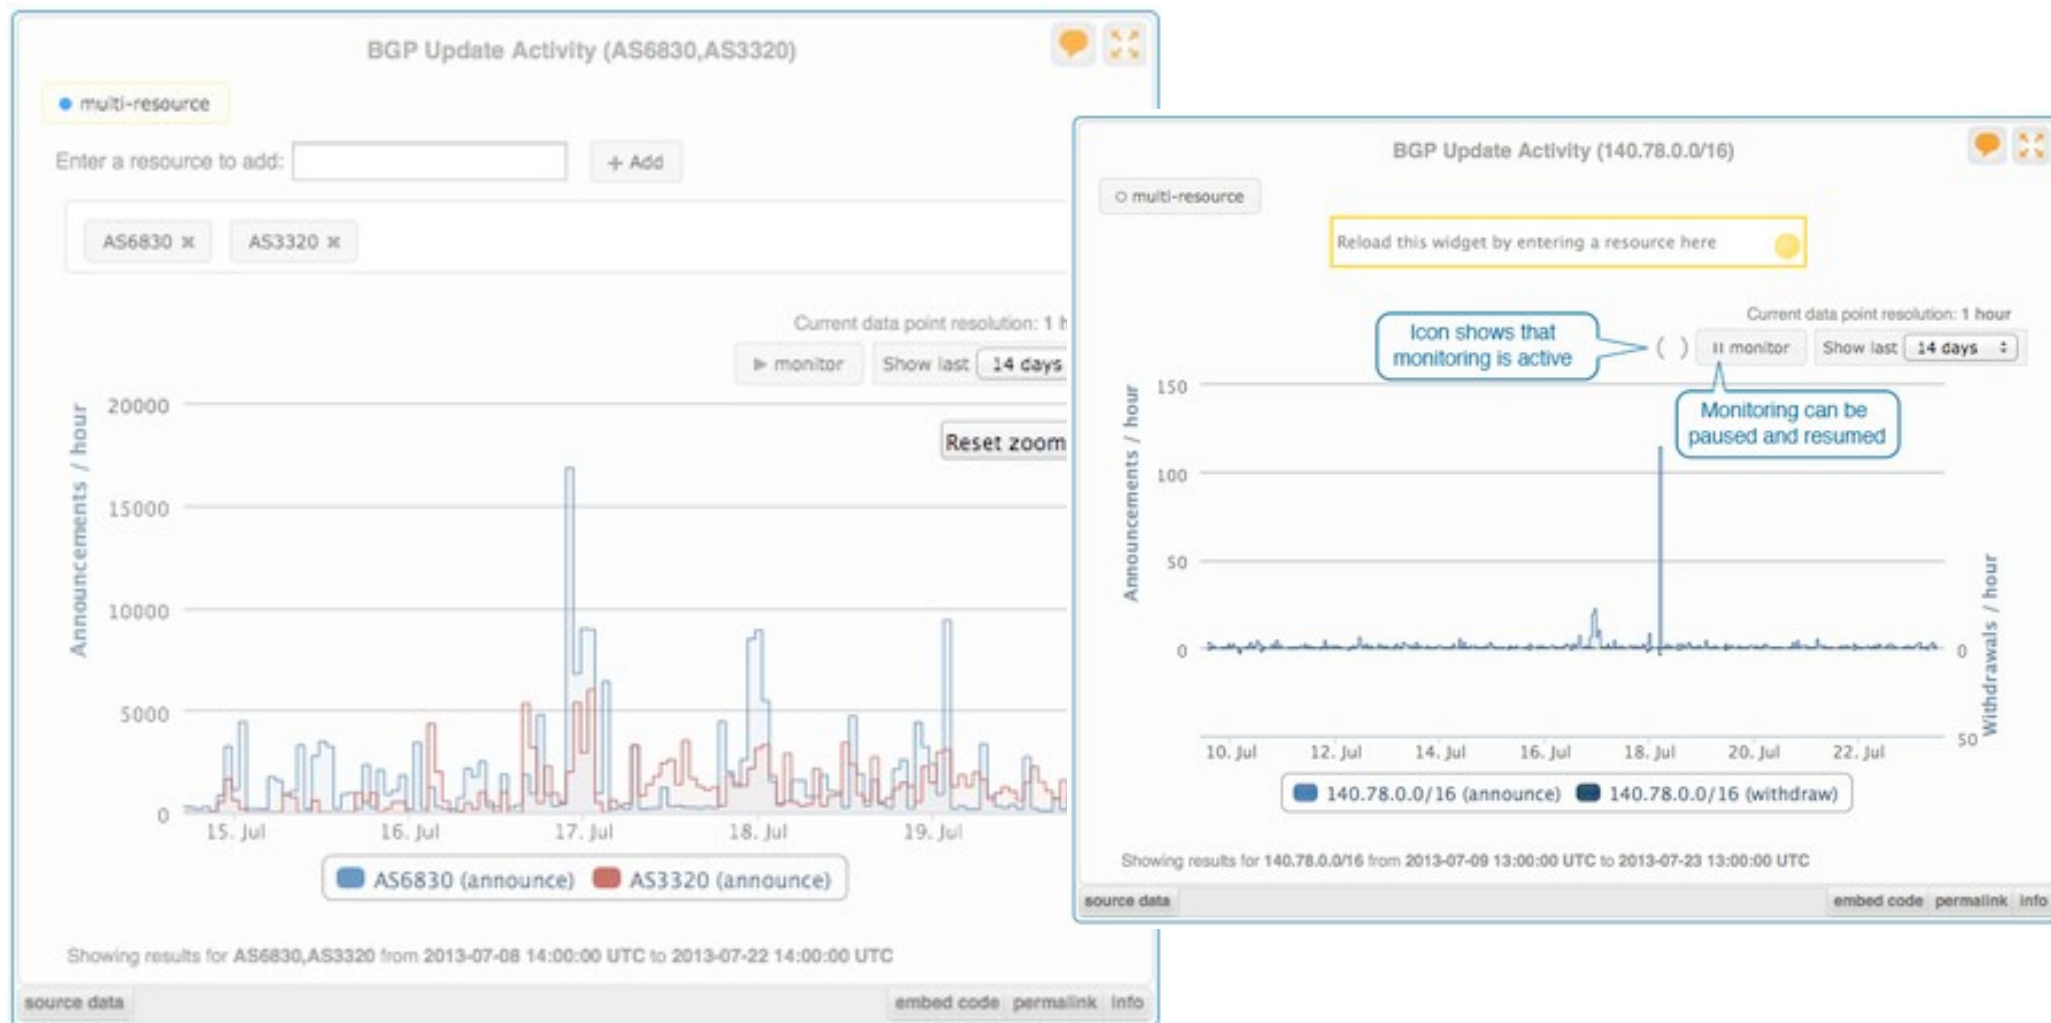 BGP Update Activity (AS6830,AS3320)
multi-resource
Enter a resource to add:
+ Add
AS6830 ✖
AS3320 ✖
Current data point resolution: 1
monitor
Show last
14 days
Reset zoom
Announcements / hour
20000
15000
10000
5000
0
15. Jul
16. Jul
17. Jul
18. Jul
19. Jul
AS6830 (announce)
AS3320 (announce)
Showing results for AS6830,AS3320 from 2013-07-08 14:00:00 UTC to 2013-07-22 14:00:00 UTC
source data
embed code
permalink
info
BGP Update Activity (140.78.0.0/16)
multi-resource
Reload this widget by entering a resource here
Current data point resolution: 1 hour
Icon shows that
monitoring is active
( )
monitor
Show last
14 days
Monitoring can be
paused and resumed
Announcements / hour
150
100
50
0
0
50
Withdrawals / hour
10. Jul
12. Jul
14. Jul
16. Jul
18. Jul
20. Jul
22. Jul
140.78.0.0/16 (announce)
140.78.0.0/16 (withdraw)
Showing results for 140.78.0.0/16 from 2013-07-09 13:00:00 UTC to 2013-07-23 13:00:00 UTC
source data
embed code
permalink
info